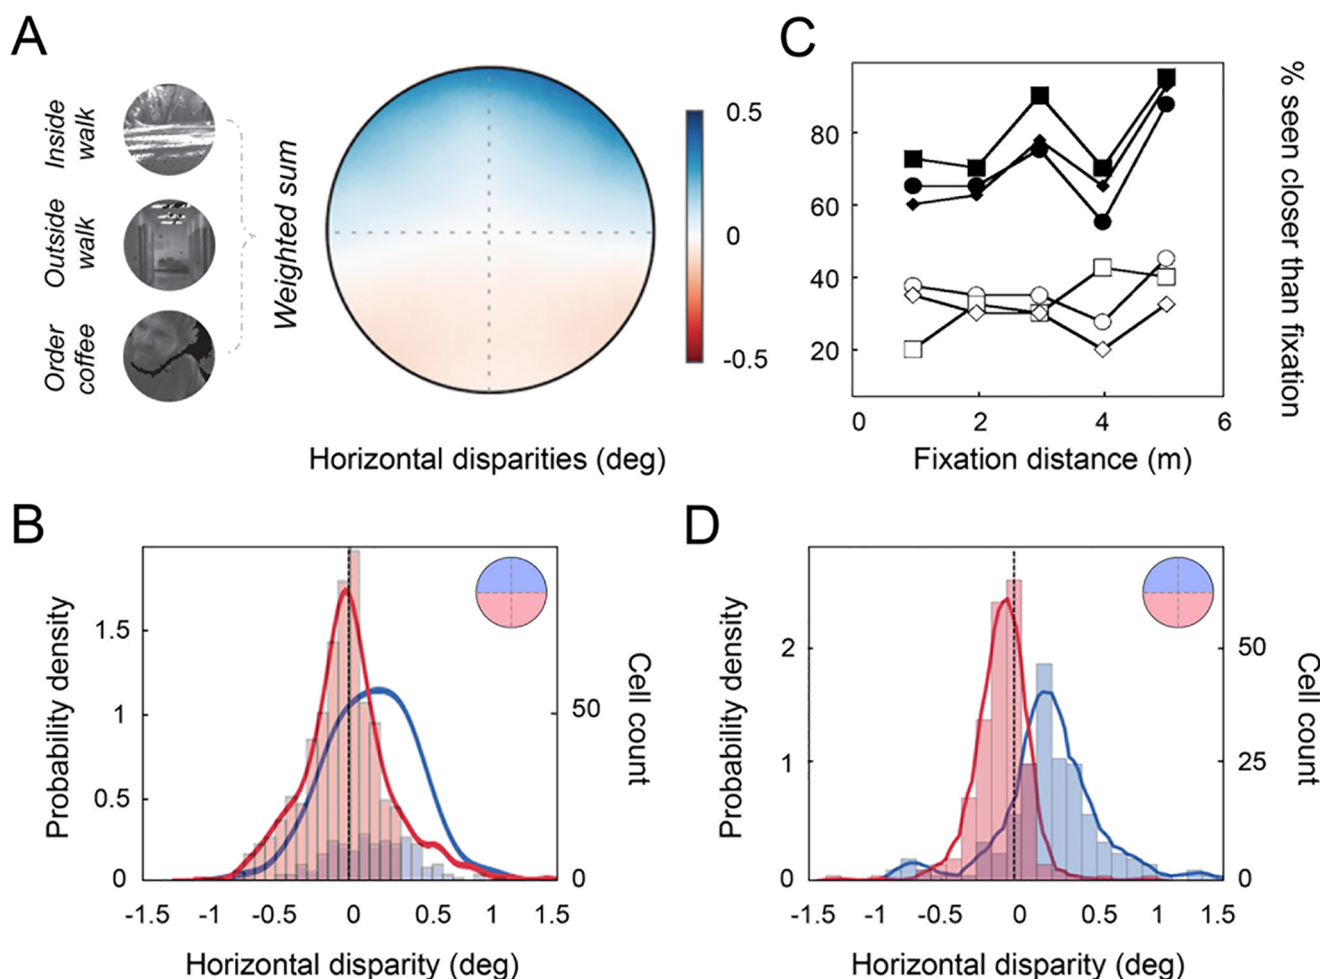 A
Inside
walk
Outside
walk
Order
coffee
Weighted sum
0.5
0
-0.5
Horizontal disparities (deg)
C
80
60
40
20
0
2
4
6
Fixation distance (m)
% seen closer than fixation
B
Probability density
1.5
1
0.5
0
50
0
Cell count
-1.5
-1
-0.5
0
0.5
1
1.5
Horizontal disparity (deg)
D
Probability density
2
1
0
50
25
0
Cell count
-1.5
-1
-0.5
0
0.5
1
1.5
Horizontal disparity (deg)